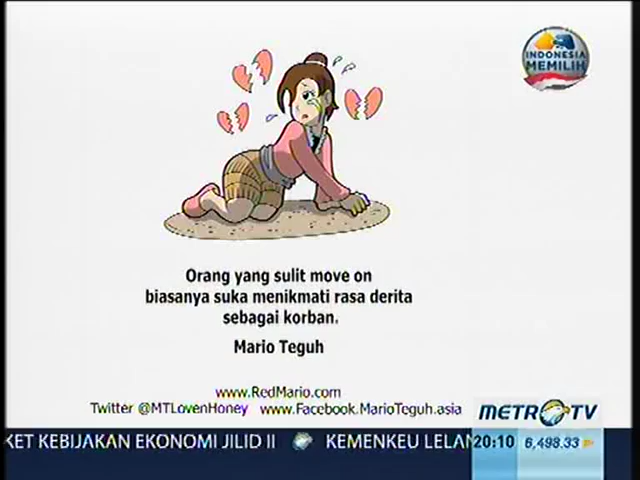 INDONESIA
MEMILIH
Orang yang sulit move on
biasanya suka menikmati rasa derita
sebagai korban.
Mario Teguh
www.RedMario.com
Twitter @MTLovenHoney www.Facebook.MarioTeguh.asia
METRO TV
KET KEBIJAKAN EKONOMI JILID II KEMENKEU LELAN
20:10 6,498.33